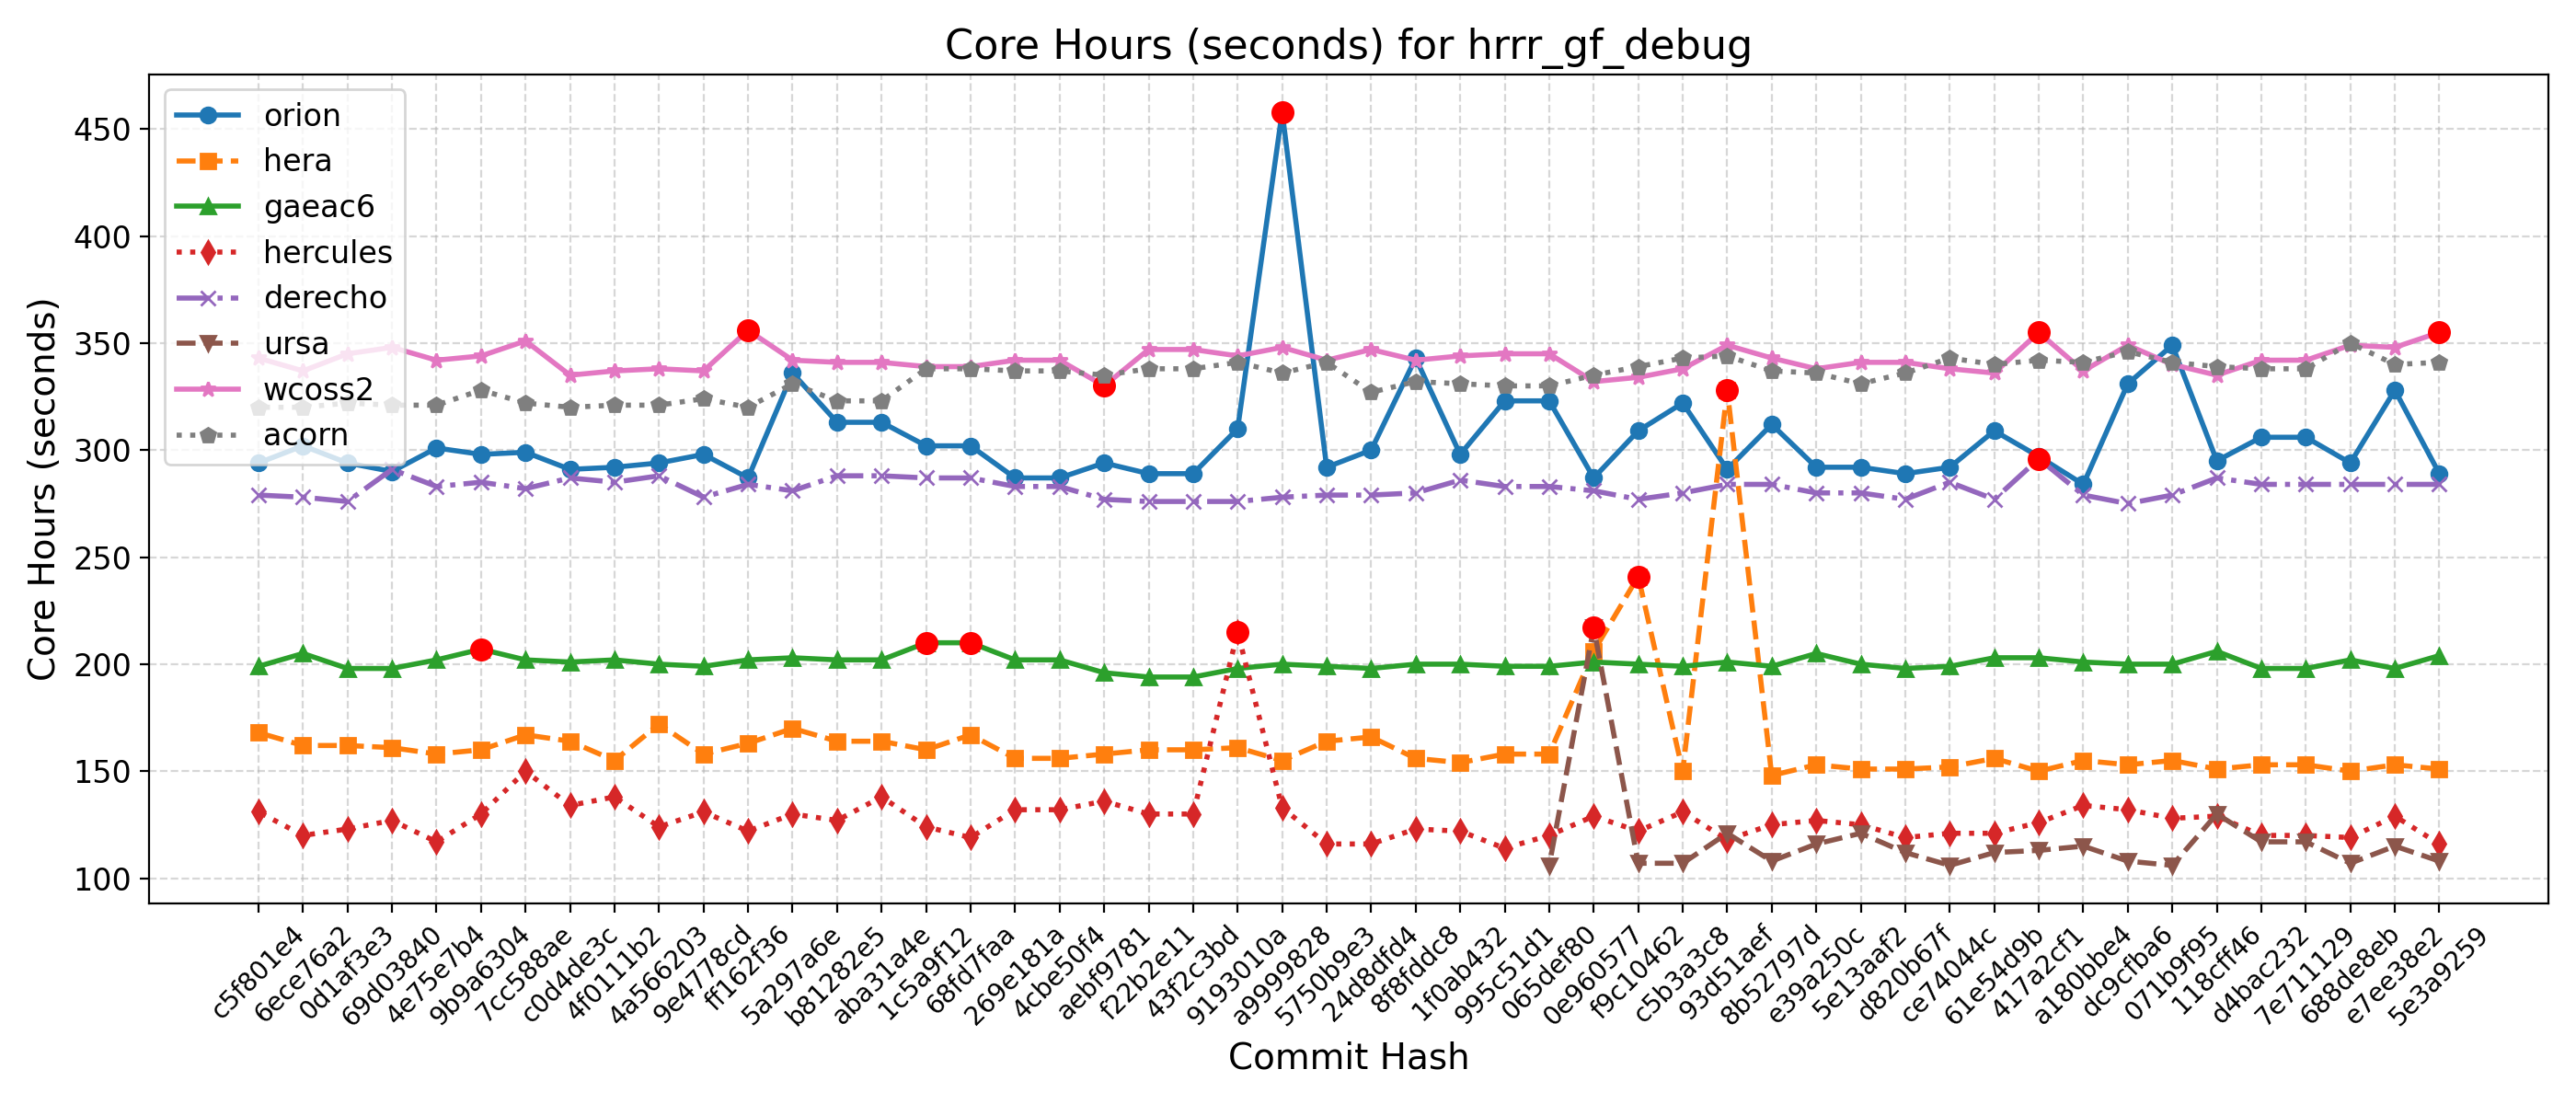 Core Hours (seconds) for hrrr_gf_debug
orion
hera
gaeac6
hercules
derecho
ursa
wcoss2
acorn
450
400
350
300
250
200
150
100
Core Hours (seconds)
c5f801e4
6ece76a2
0d1af3e3
69d03840
4e75e7b4
9b9a6304
7cc588ae
c0d4de3c
4f0111b2
4a566203
9e4778cd
ff162f36
5a297a6e
b81282e5
aba31a4e
1c5a9f12
68fd7faa
269e181a
4cbe50f4
aebf9781
f22b2e11
43f2c3bd
9193010a
a9999828
5750b9e3
24d8dfd4
8f8fddc8
1f0ab432
995c51d1
065def80
0e960577
f9c10462
c5b3a3c8
93d51aef
8b52797d
e39a250c
5e13aaf2
d820b67f
ce74044c
61e54d9b
417a2cf1
a180bbe4
dc9cfba6
071b9f95
118cff46
d4bac232
7e711129
688de8eb
e7ee38e2
5e3a9259
Commit Hash